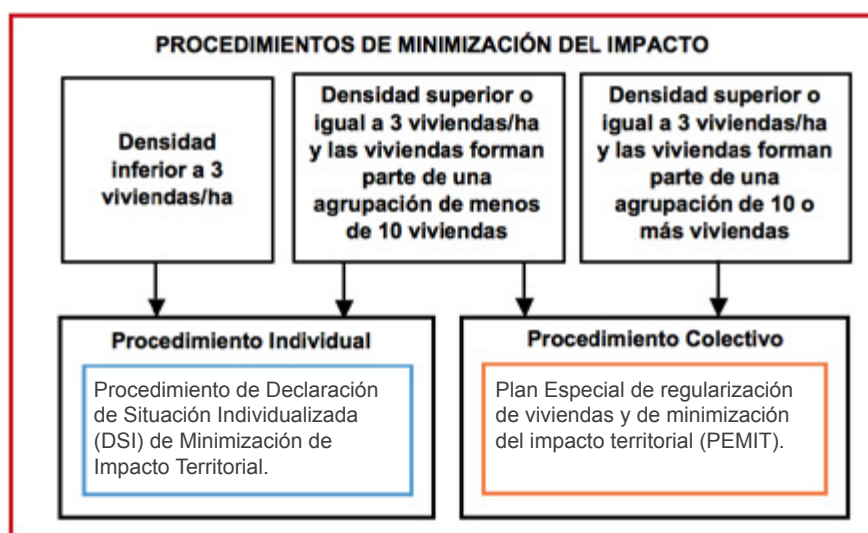 PROCEDIMIENTOS DE MINIMIZACIÓN DEL IMPACTO
Densidad
inferior a 3
viviendas/ha
Densidad superior o
igual a 3 viviendas/ha
y las viviendas forman
parte de una
agrupación de menos
de 10 viviendas
Densidad superior o
igual a 3 viviendas/ha
y las viviendas forman
parte de una
agrupación de 10 o
más viviendas
Procedimiento Individual
Procedimiento de Declaración
de Situación Individualizada
(DSI) de Minimización de
Impacto Territorial.
Procedimiento Colectivo
Plan Especial de regularización
de viviendas y de minimización
del impacto territorial (PEMIT).